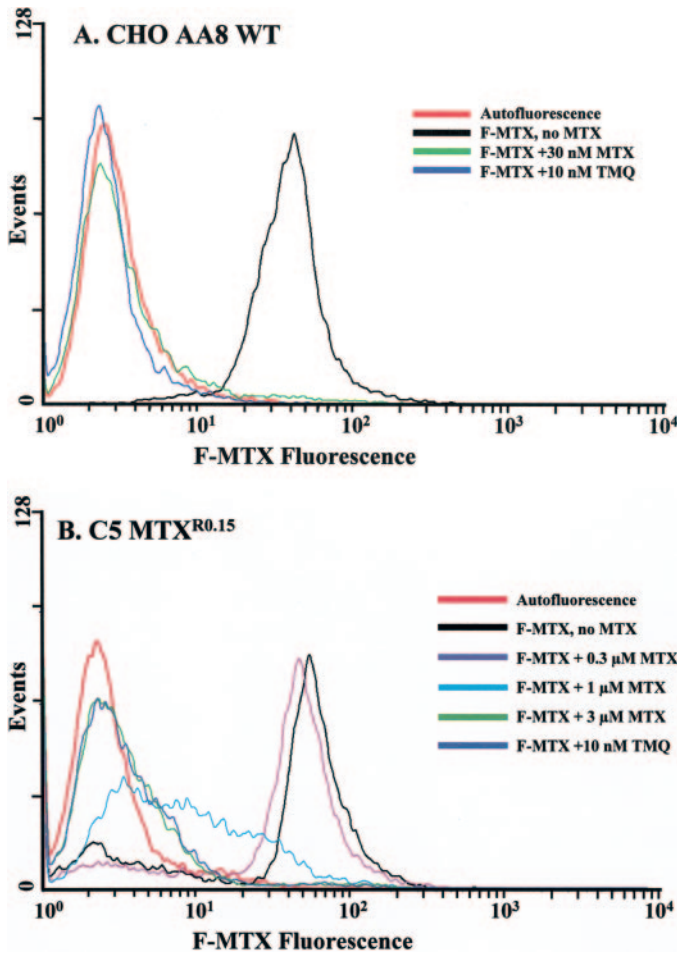 128
A. CHO AA8 WT
Autofluorescence
F-MTX, no MTX
F-MTX +30 nM MTX
F-MTX +10 nM TMQ
Events
0
10⁰ 10¹ 10² 10³ 10⁴
F-MTX Fluorescence
128
B. C5 MTXᴿ⁰·¹⁵
Autofluorescence
F-MTX, no MTX
F-MTX + 0.3 µM MTX
F-MTX + 1 µM MTX
F-MTX + 3 µM MTX
F-MTX +10 nM TMQ
Events
0
10⁰ 10¹ 10² 10³ 10⁴
F-MTX Fluorescence